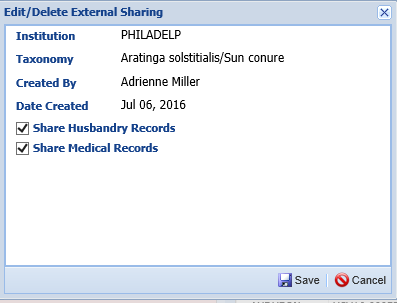 Edit/Delete External Sharing
Institution PHILADELP
Taxonomy Aratinga solstitialis/Sun conure
Created By Adrienne Miller
Date Created Jul 06, 2016
Share Husbandry Records
Share Medical Records
Save Cancel